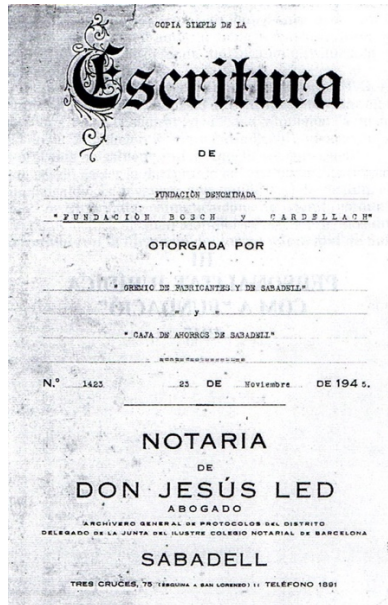 COPIA SIMPLE DE LA
Escritura
DE
FUNDACIÓN DENOMINADA
"FUNDACIÓN BOSCH y CARDELLACH"
OTORGADA POR
"GREMIO DE FABRICANTES Y DE SABADELL"
y
"CAJA DE AHORROS DE SABADELL"
N.º 1423 23 DE Noviembre DE 1945.
NOTARIA
DE
DON JESÚS LED
ABOGADO
ARCHIVERO GENERAL DE PROTOCOLOS DEL DISTRITO
DELEGADO DE LA JUNTA DEL ILUSTRE COLEGIO NOTARIAL DE BARCELONA
SABADELL
TRES CRUCES, 75 (ESQUINA A SAN LORENZO) :: TELÉFONO 1891